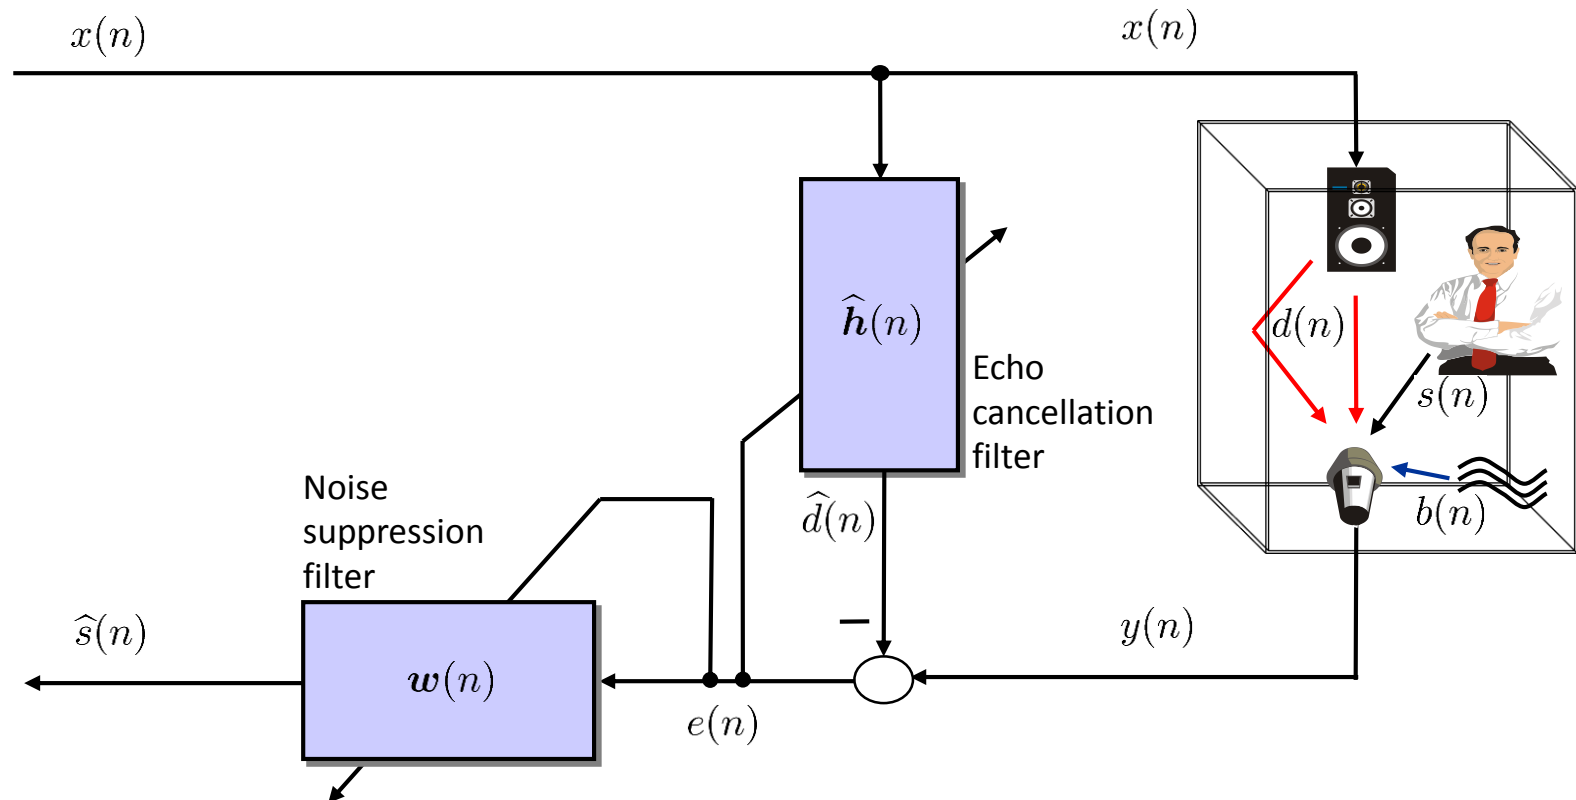 x(n)
x(n)
ĥ(n)
d(n)
Echo
cancellation
filter
s(n)
Noise
suppression
filter
d̂(n)
b(n)
ŝ(n)
y(n)
w(n)
e(n)